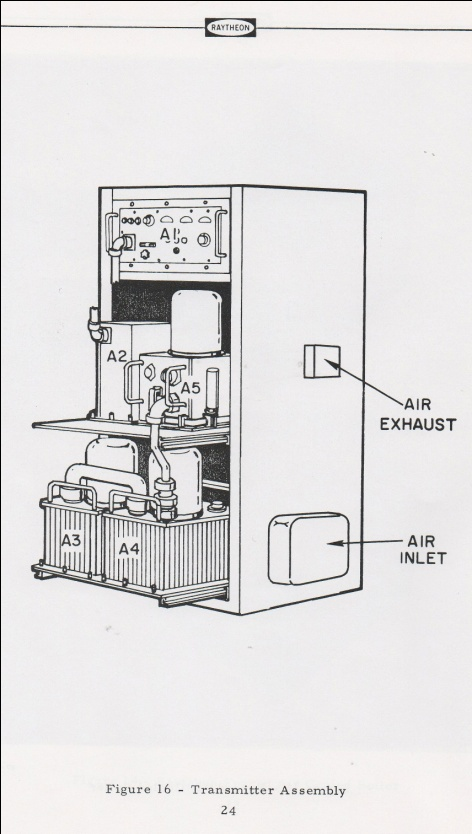 RAYTHEON
A1
A2
A5
AIR
EXHAUST
A3
A4
AIR
INLET
Figure 16 - Transmitter Assembly
24